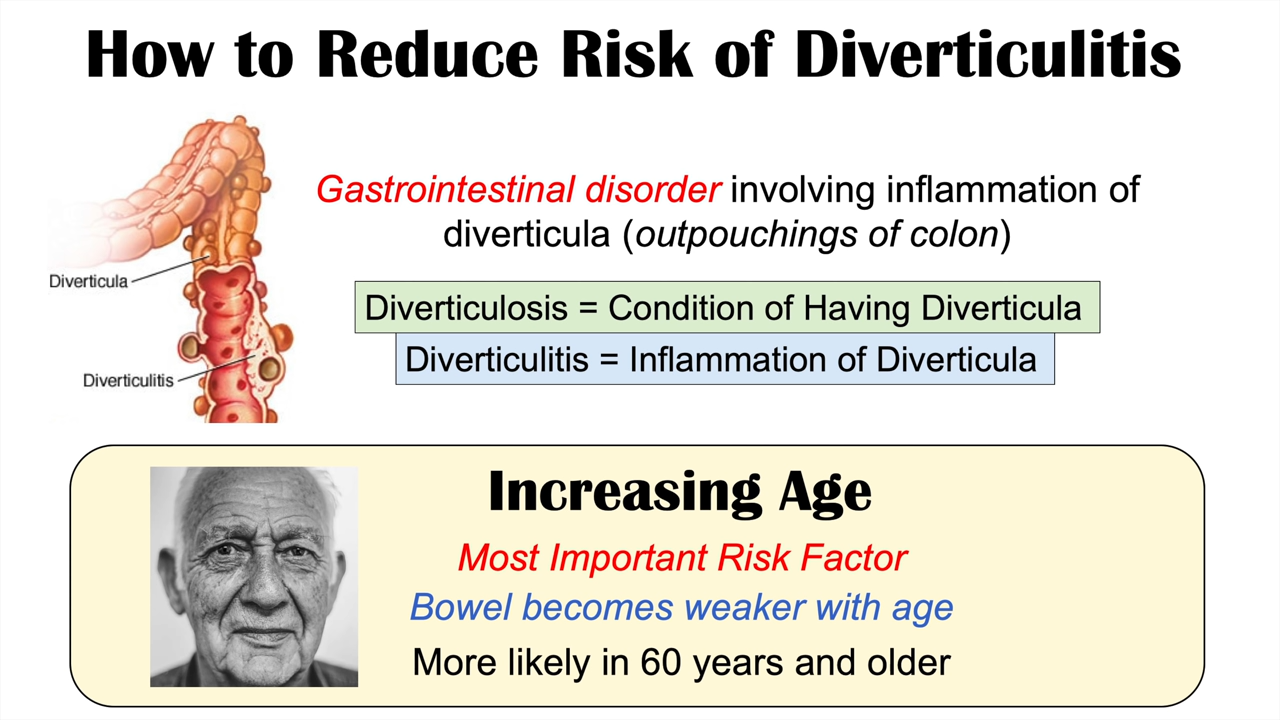 How to Reduce Risk of Diverticulitis
Gastrointestinal disorder involving inflammation of
diverticula (outpouchings of colon)
Diverticula
Diverticulosis = Condition of Having Diverticula
Diverticulitis = Inflammation of Diverticula
Diverticulitis
Increasing Age
Most Important Risk Factor
Bowel becomes weaker with age
More likely in 60 years and older